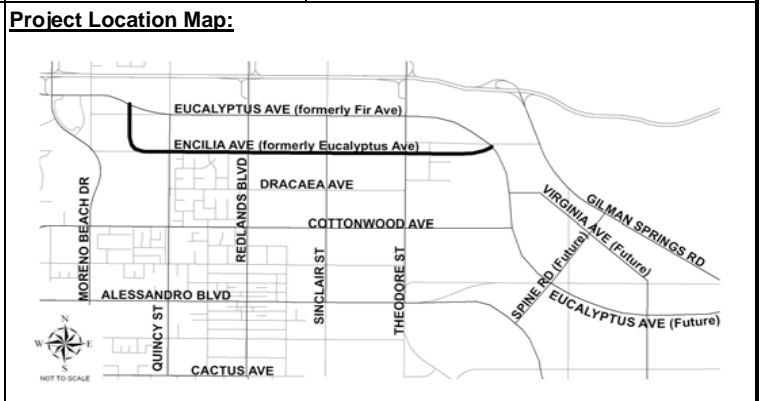 Project Location Map:
EUCALYPTUS AVE (formerly Fir Ave)
ENCILIA AVE (formerly Eucalyptus Ave)
DRACAEA AVE
COTTONWOOD AVE
ALESSANDRO BLVD
CACTUS AVE
MORENO BEACH DR
QUINCY ST
REDLANDS BLVD
SINCLAIR ST
THEODORE ST
VIRGINIA AVE (Future)
GILMAN SPRINGS RD
SPINE RD (Future)
EUCALYPTUS AVE (Future)
N
W E
S
NOT TO SCALE